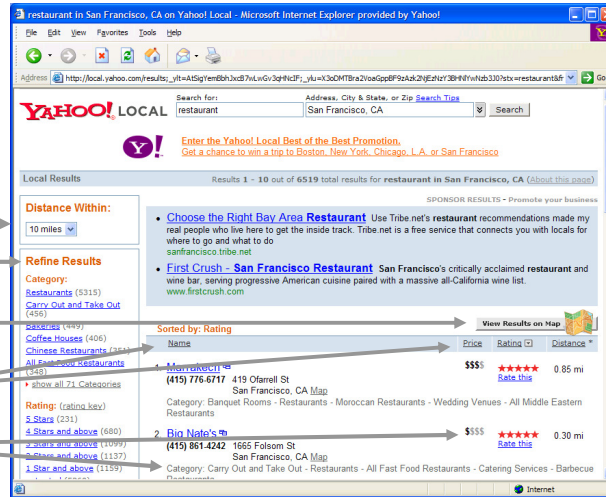 restaurant in San Francisco, CA on Yahoo! Local - Microsoft Internet Explorer provided by Yahoo!
File Edit View Favorites Tools Help
Address http://local.yahoo.com/results;
Go
YAHOO! LOCAL
Search for:
restaurant
Address, City & State, or Zip Search Tips
San Francisco, CA
Search
Y!
Enter the Yahoo! Local Best of the Best Promotion.
Get a chance to win a trip to Boston, New York, Chicago, L.A. or San Francisco
Local Results
Results 1 - 10 out of 6519 total results for restaurant in San Francisco, CA (About this page)
Distance Within:
10 miles
Refine Results
Category:
Restaurants (5315)
Carry Out and Take Out
(456)
Bakeries (449)
Coffee Houses (406)
Chinese Restaurants (351)
All Fast Food Restaurants
(348)
show all 71 Categories
Rating: (rating key)
5 Stars (231)
4 Stars and above (680)
3 Stars and above (1099)
2 Stars and above (1137)
1 Star and above (1159)
SPONSOR RESULTS - Promote your business
• Choose the Right Bay Area Restaurant Use Tribe.net's restaurant recommendations made my
real people who live here to get the inside track. Tribe.net is a free service that connects you with locals for
where to go and what to do
sanfrancisco.tribe.net
• First Crush - San Francisco Restaurant San Francisco's critically acclaimed restaurant and
wine bar, serving progressive American cuisine paired with a massive all-California wine list.
www.firstcrush.com
View Results on Map
Sorted by: Rating
Name Price Rating Distance *
1. Marrakech $$$$ 0.85 mi
Rate this
(415) 776-6717 419 Ofarrell St
San Francisco, CA Map
Category: Banquet Rooms - Restaurants - Moroccan Restaurants - Wedding Venues - All Middle Eastern
Restaurants
2. Big Nate's $$$$ 0.30 mi
Rate this
(415) 861-4242 1665 Folsom St
San Francisco, CA Map
Category: Carry Out and Take Out - Restaurants - All Fast Food Restaurants - Catering Services - Barbecue
Restaurants
Internet